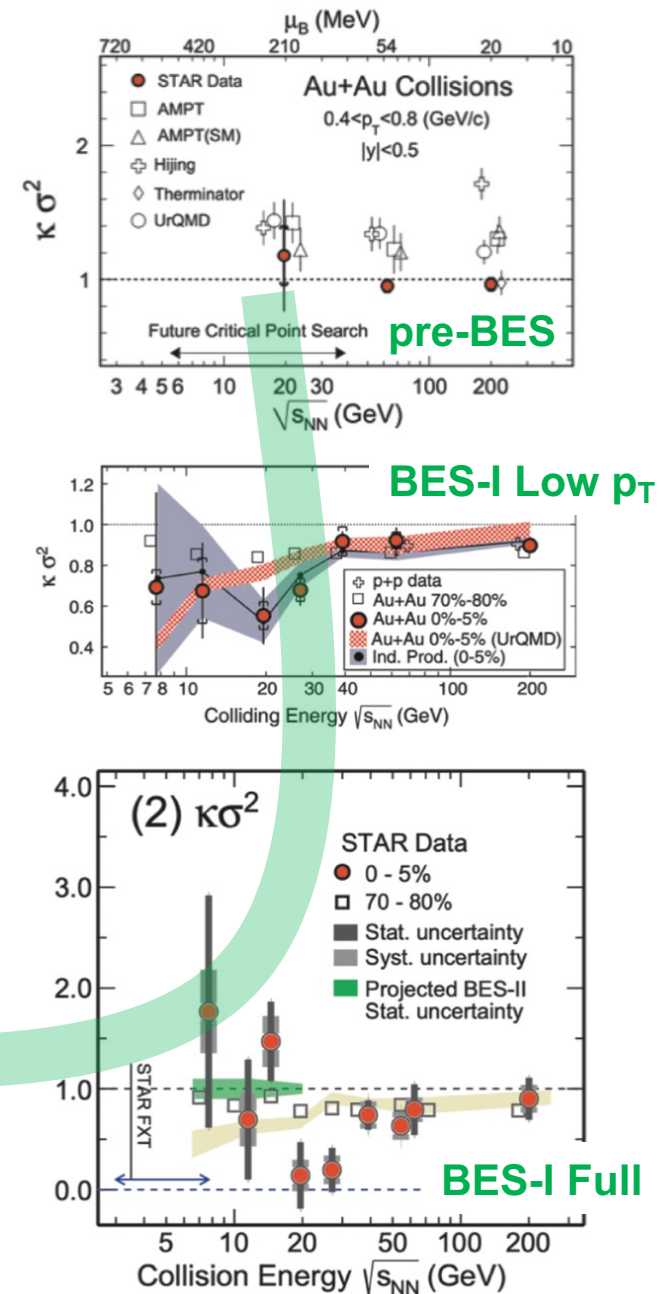 μB (MeV)
720 420 210 54 20 10
STAR Data
AMPT
AMPT(SM)
Hijing
Therminator
UrQMD
Au+Au Collisions
0.4<pT<0.8 (GeV/c)
|y|<0.5
2
1
κ σ²
Future Critical Point Search
pre-BES
3 4 5 6 10 20 30 100 200
√sNN (GeV)
BES-I Low pT
1.2
1.0
0.8
0.6
0.4
κ σ²
p+p data
Au+Au 70%-80%
Au+Au 0%-5%
Au+Au 0%-5% (UrQMD)
Ind. Prod. (0-5%)
5 6 7 8 10 20 30 40 100 200
Colliding Energy √sNN (GeV)
4.0
3.0
2.0
1.0
0.0
(2) κσ²
STAR Data
0 - 5%
70 - 80%
Stat. uncertainty
Syst. uncertainty
Projected BES-II
Stat. uncertainty
STAR FXT
BES-I Full
5 10 20 50 100 200
Collision Energy √sNN (GeV)